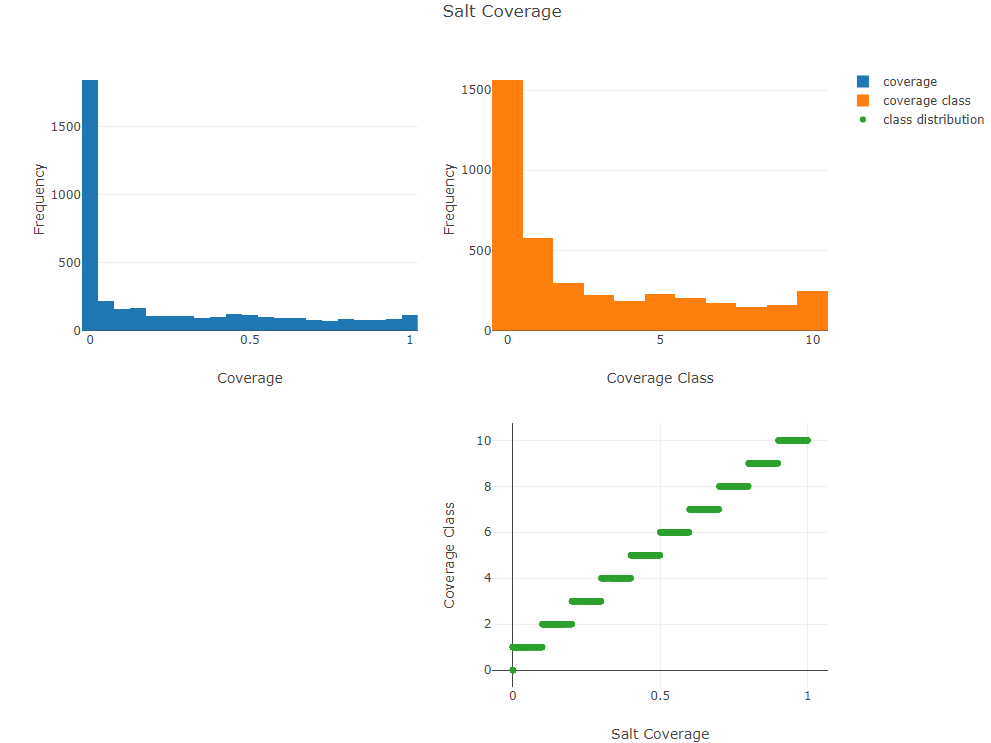 Salt Coverage
coverage
coverage class
class distribution
Frequency
1500
1000
500
0
0
0.5
1
Coverage
Frequency
1500
1000
500
0
0
5
10
Coverage Class
Coverage Class
10
8
6
4
2
0
0
0.5
1
Salt Coverage